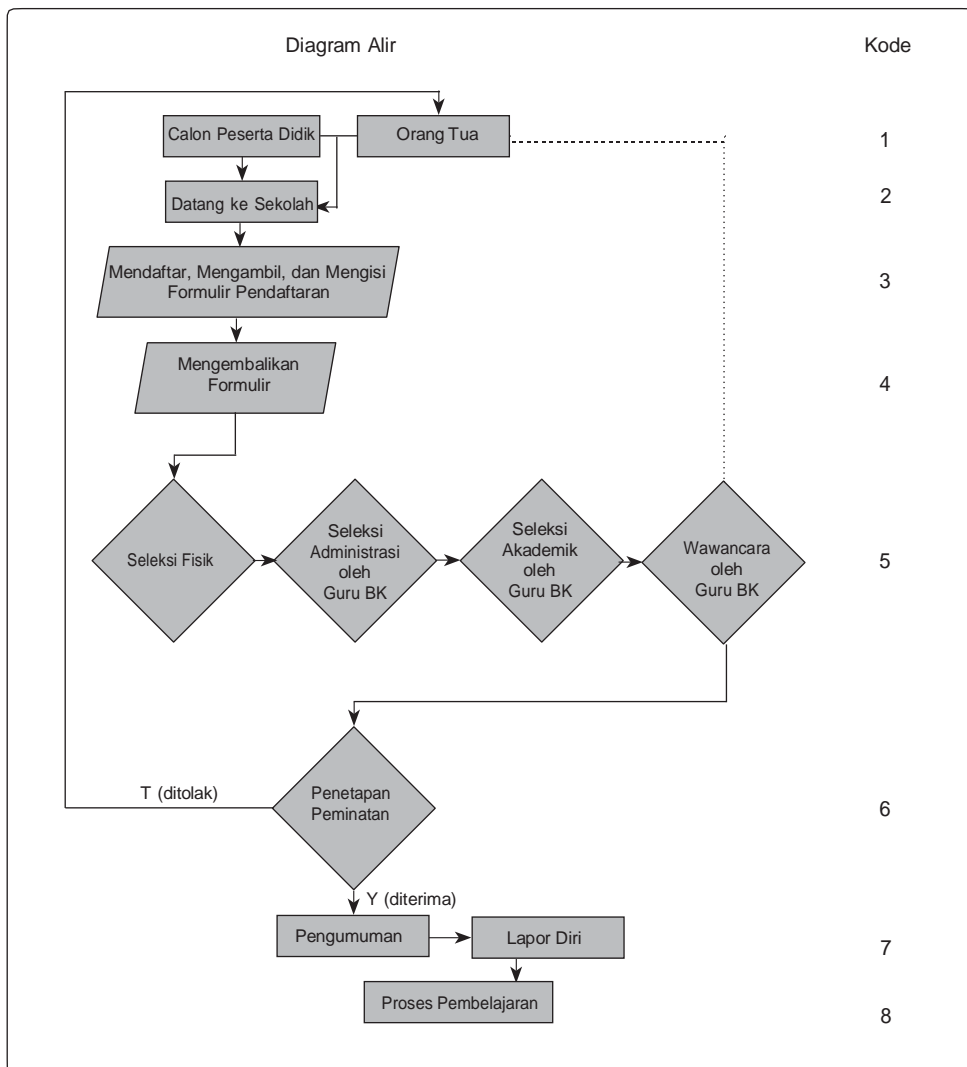 Diagram Alir
Kode
Calon Peserta Didik
Orang Tua
1
Datang ke Sekolah
2
Mendaftar, Mengambil, dan Mengisi
Formulir Pendaftaran
3
Mengembalikan
Formulir
4
Seleksi Fisik
Seleksi
Administrasi
oleh
Guru BK
Seleksi
Akademik
oleh
Guru BK
Wawancara
oleh
Guru BK
5
T (ditolak)
Penetapan
Peminatan
6
Y (diterima)
Pengumuman
Lapor Diri
7
Proses Pembelajaran
8